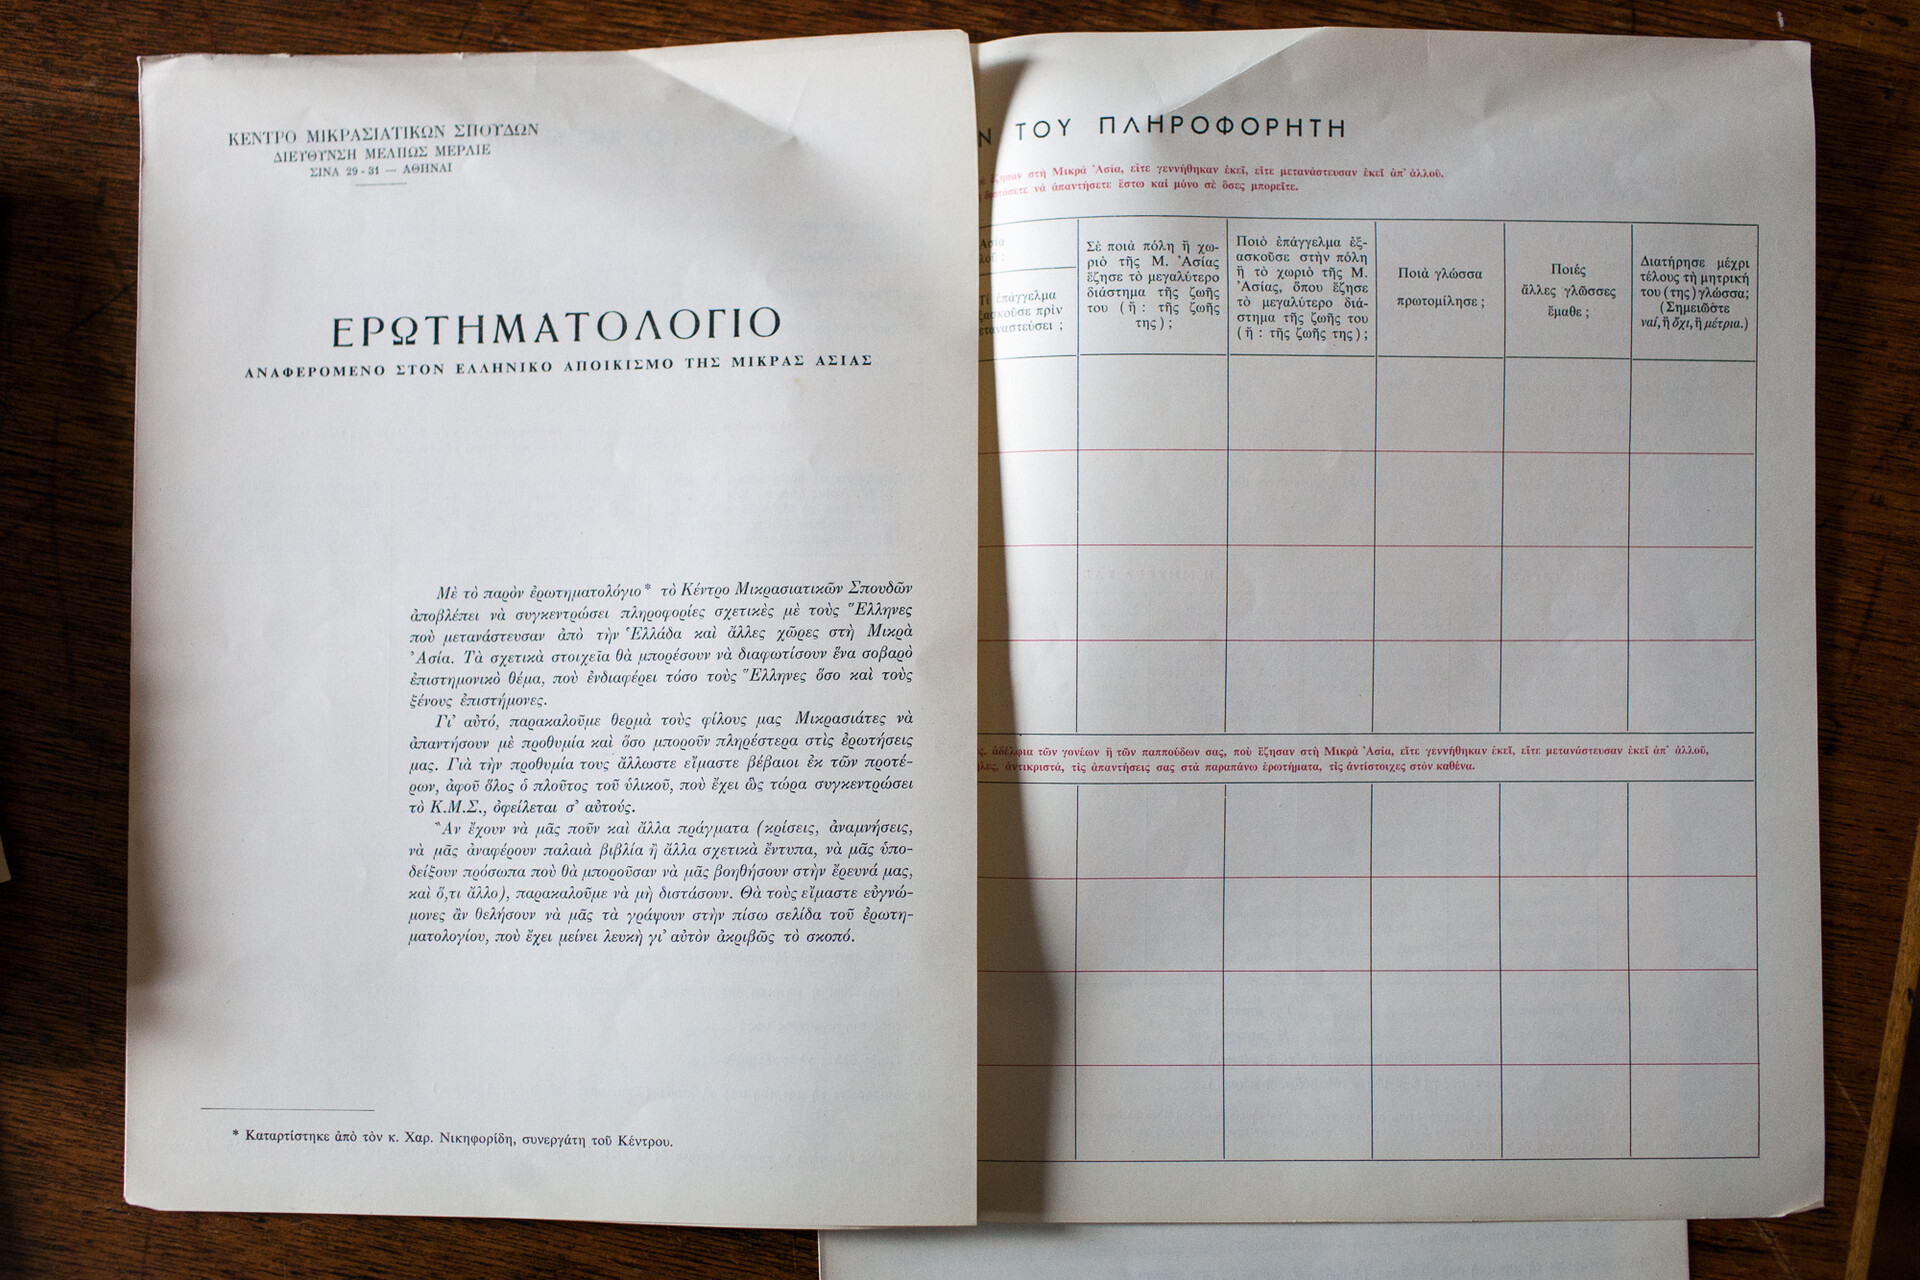 ΚΕΝΤΡΟ ΜΙΚΡΑΣΙΑΤΙΚΩΝ ΣΠΟΥΔΩΝ
ΔΙΕΥΘΥΝΣΗ ΜΕΛΠΩΣ ΜΕΡΛΙΕ
ΣΙΝΑ 29 - 31 — ΑΘΗΝΑΙ
ΕΡΩΤΗΜΑΤΟΛΟΓΙΟ
ΑΝΑΦΕΡΟΜΕΝΟ ΣΤΟΝ ΕΛΛΗΝΙΚΟ ΑΠΟΙΚΙΣΜΟ ΤΗΣ ΜΙΚΡΑΣ ΑΣΙΑΣ
Μὲ τὸ παρὸν ἐρωτηματολόγιο* τὸ Κέντρο Μικρασιατικῶν Σπουδῶν
ἀποβλέπει νὰ συγκεντρώσει πληροφορίες σχετικὲς μὲ τοὺς Ἕλληνες
ποὺ μετανάστευσαν ἀπὸ τὴν Ἑλλάδα καὶ ἄλλες χῶρες στὴ Μικρὰ
Ἀσία. Τὰ σχετικὰ στοιχεῖα θὰ μπορέσουν νὰ διαφωτίσουν ἕνα σοβαρὸ
ἐπιστημονικὸ θέμα, ποὺ ἐνδιαφέρει τόσο τοὺς Ἕλληνες ὅσο καὶ τοὺς
ξένους ἐπιστήμονες.
Γι' αὐτό, παρακαλοῦμε θερμὰ τοὺς φίλους μας Μικρασιάτες νὰ
ἀπαντήσουν μὲ προθυμία καὶ ὅσο μποροῦν πληρέστερα στὶς ἐρωτήσεις
μας. Γιὰ τὴν προθυμία τους ἄλλωστε εἴμαστε βέβαιοι ἐκ τῶν προτέ-
ρων, ἀφοῦ ὅλος ὁ πλοῦτος τοῦ ὑλικοῦ, ποὺ ἔχει ὣς τώρα συγκεντρώσει
τὸ Κ.Μ.Σ., ὀφείλεται σ' αὐτούς.
Ἂν ἔχουν νὰ μᾶς ποῦν καὶ ἄλλα πράγματα (κρίσεις, ἀναμνήσεις,
νὰ μᾶς ἀναφέρουν παλαιὰ βιβλία ἢ ἄλλα σχετικὰ ἔντυπα, νὰ μᾶς ὑπο-
δείξουν πρόσωπα ποὺ θὰ μποροῦσαν νὰ μᾶς βοηθήσουν στὴν ἔρευνά μας,
καὶ ὅ,τι ἄλλο), παρακαλοῦμε νὰ μὴ διστάσουν. Θὰ τοὺς εἴμαστε εὐγνώ-
μονες ἂν θελήσουν νὰ μᾶς τὰ γράψουν στὴν πίσω σελίδα τοῦ ἐρωτη-
ματολογίου, ποὺ ἔχει μείνει λευκὴ γι' αὐτὸν ἀκριβῶς τὸ σκοπό.
* Καταρτίστηκε ἀπὸ τὸν κ. Χαρ. Νικηφορίδη, συνεργάτη τοῦ Κέντρου.
Ν ΤΟΥ ΠΛΗΡΟΦΟΡΗΤΗ
ἔζησαν στὴ Μικρὰ Ἀσία, εἴτε γεννήθηκαν ἐκεῖ, εἴτε μετανάστευσαν ἐκεῖ ἀπ' ἀλλοῦ.
νὰ ἀπαντήσετε ἔστω καὶ μόνο σὲ ὅσες μπορεῖτε.
Τί ἐπάγγελμα
ξασκοῦσε πρὶν
ετα­ναστεύσει ;
Σὲ ποιὰ πόλη ἢ χω-
ριὸ τῆς Μ. Ἀσίας
ἔζησε τὸ μεγαλύτερο
διάστημα τῆς ζωῆς
του (ἢ : τῆς ζωῆς
της) ;
Ποιὸ ἐπάγγελμα ἐξ-
ασκοῦσε στὴν πόλη
ἢ τὸ χωριὸ τῆς Μ.
Ἀσίας, ὅπου ἔζησε
τὸ μεγαλύτερο διά-
στημα τῆς ζωῆς του
(ἢ : τῆς ζωῆς της) ;
Ποιὰ γλώσσα
πρωτομίλησε ;
Ποιές
ἄλλες γλῶσσες
ἔμαθε ;
Διατήρησε μέχρι
τέλους τὴ μητρική
του (της) γλώσσα;
(Σημειῶστε
ναί, ἢ ὄχι, ἢ μέτρια.)
ἀδέλφια τῶν γονέων ἢ τῶν παππούδων σας, ποὺ ἔζησαν στὴ Μικρὰ Ἀσία, εἴτε γεννήθηκαν ἐκεῖ, εἴτε μετανάστευσαν ἐκεῖ ἀπ' ἀλλοῦ,
ἀντικριστά, τὶς ἀπαντήσεις σας στὰ παραπάνω ἐρωτήματα, τὶς ἀντίστοιχες στὸν καθένα.